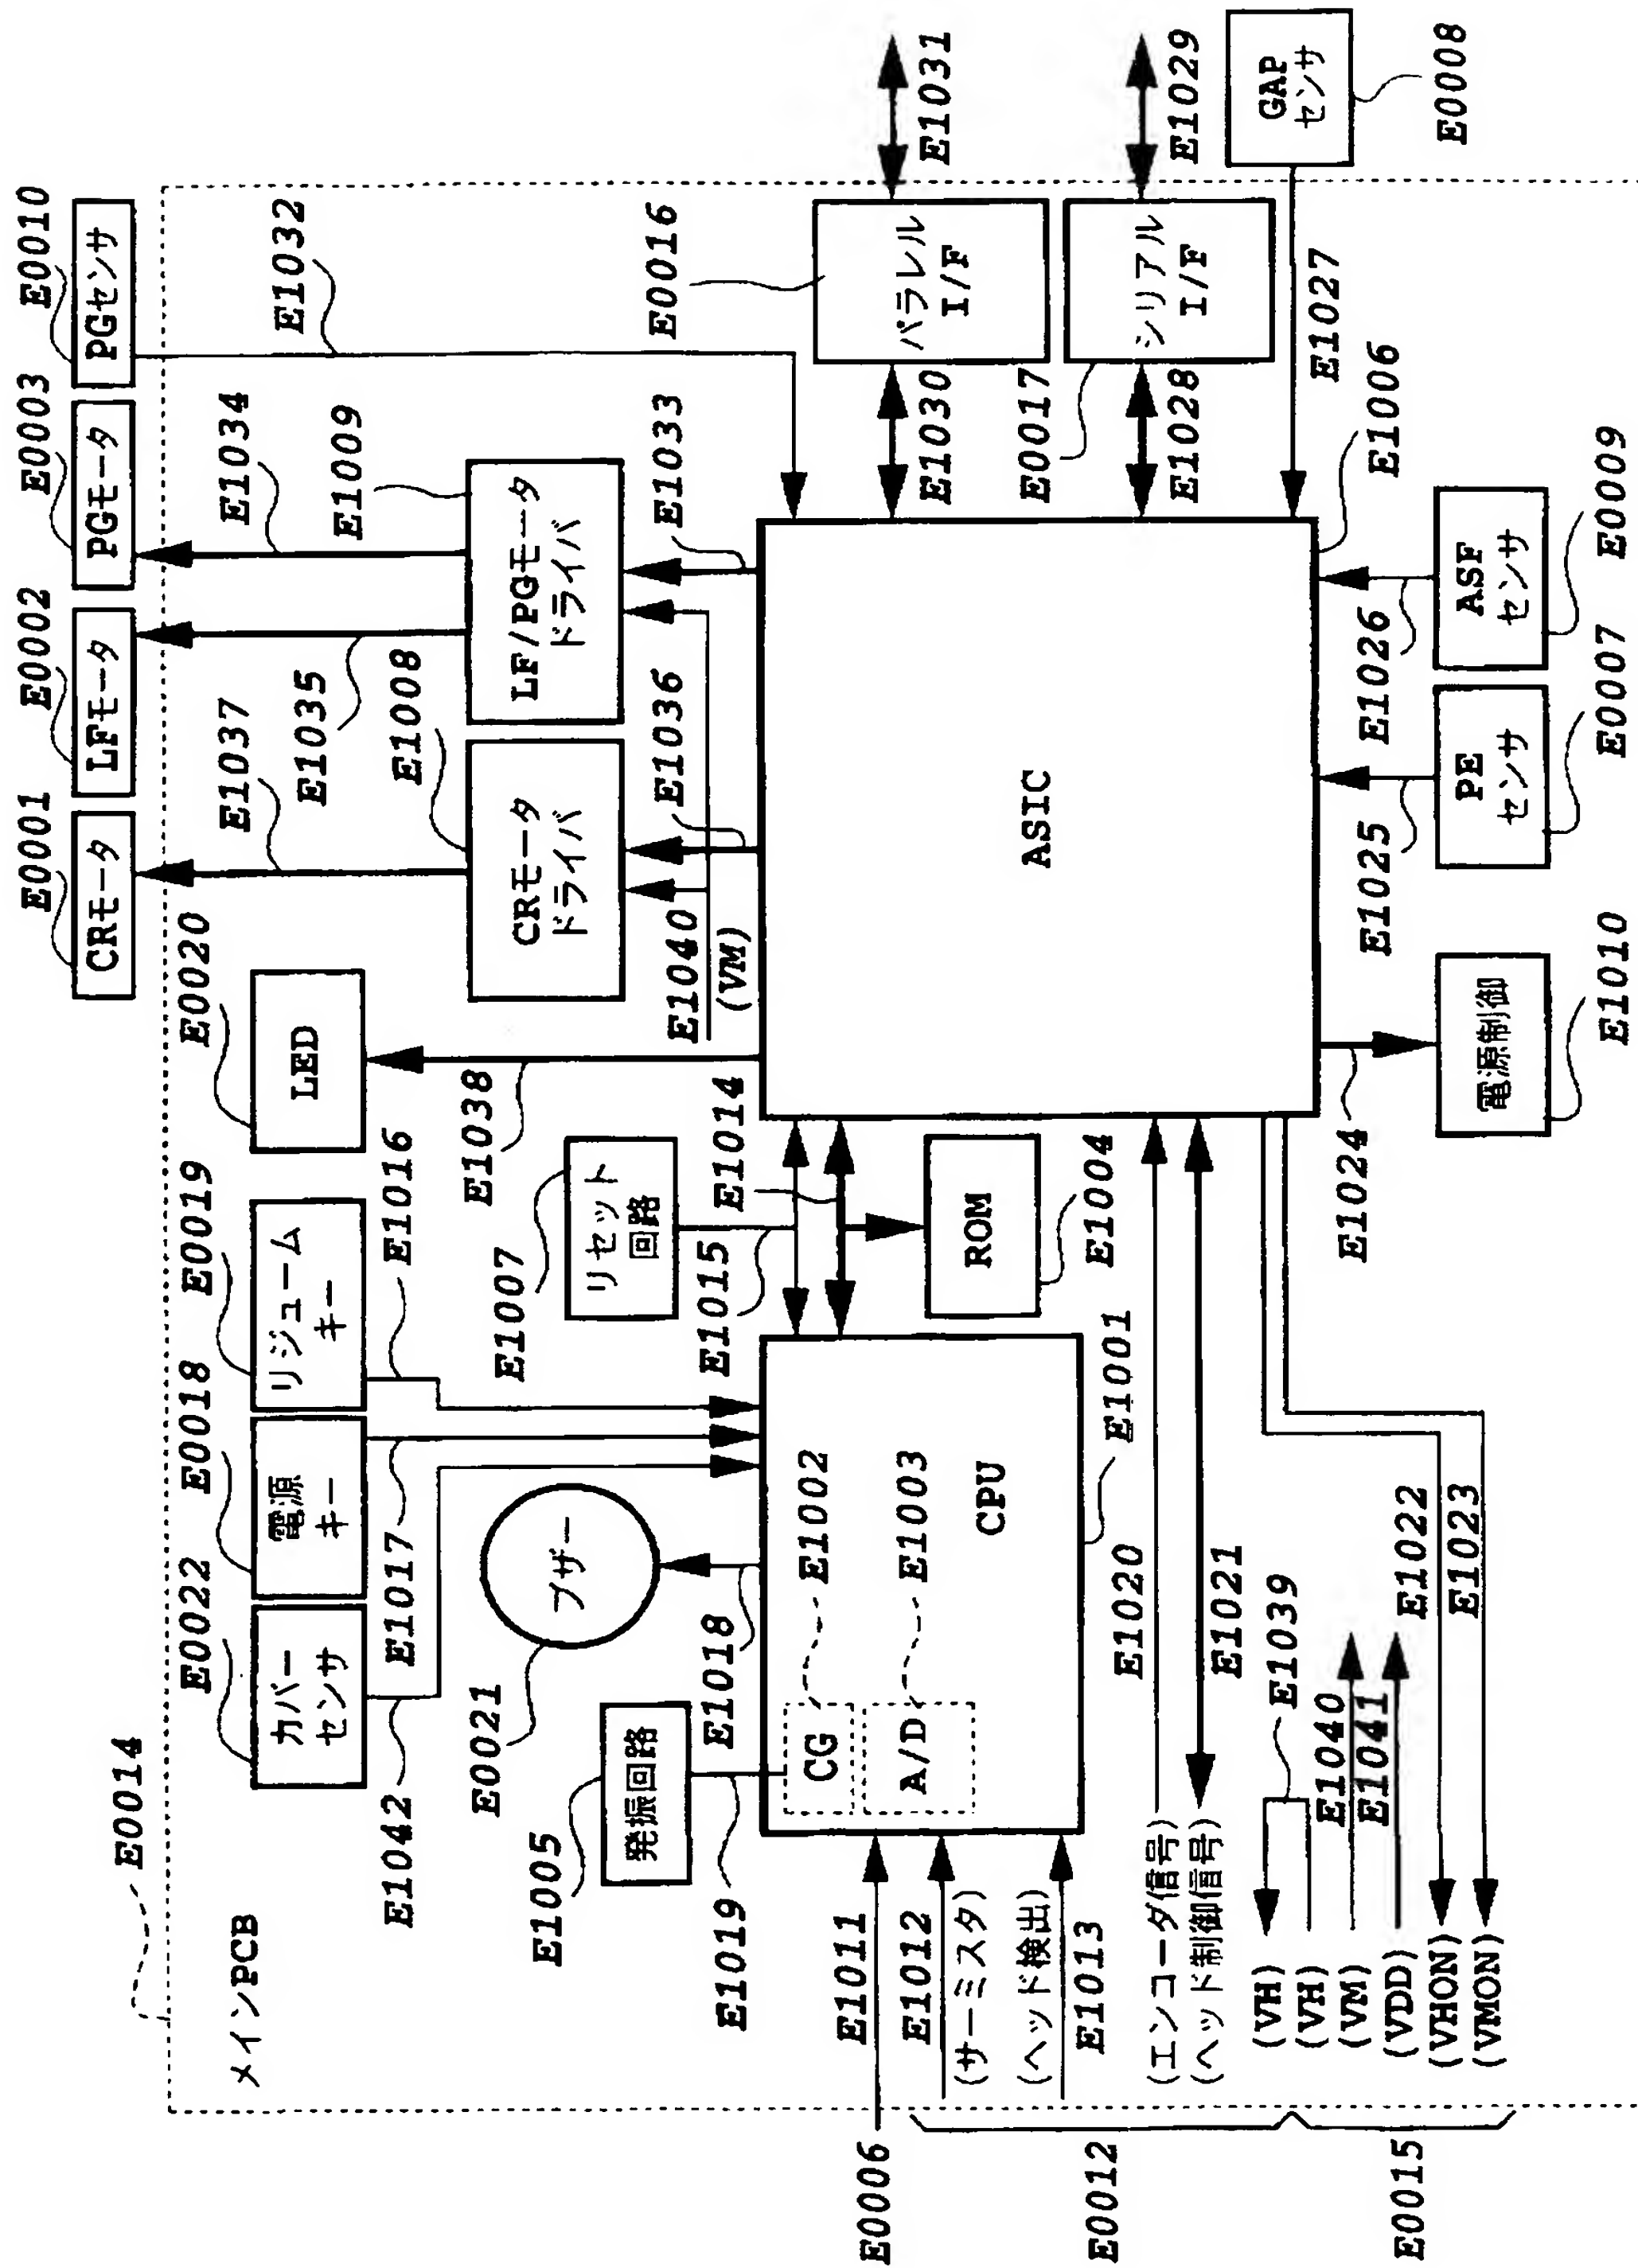 E0001
E0002
E0003
E0010
CRモータ
LFモータ
PGモータ
PGセンサ
E0014
メインPCB
E0022
E0018
E0019
E0020
カバー
センサ
電源
キー
リジューム
キー
LED
E1037
E1034
E1032
E1035
E1042
E1017
E1016
E1038
E1008
E1009
E0021
ブザー
E1007
リセット
回路
CRモータ
ドライバ
LF/PGモータ
ドライバ
E1005
発振回路
E1019
E1018
E1015
E1014
E1040
(VM)
E1036
E1033
E0016
E0006
E1011
CG
E1002
E1012
(サーミスタ)
A/D
E1003
CPU
ROM
ASIC
E1030
パラレル
I/F
E1031
(ヘッド検出)
E1013
E1001
E1004
E0017
E0012
E1020
(エンコーダ信号)
(ヘッド制御信号)
E1021
E1028
シリアル
I/F
E1029
(VH)
(VH)
E1039
(VM)
E1040
E1041
(VDD)
E1022
(VHON)
E1023
(VMON)
E0015
E1024
E1025
E1026
E1006
E1027
GAP
センサ
E0008
電源制御
PE
センサ
ASF
センサ
E1010
E0007
E0009